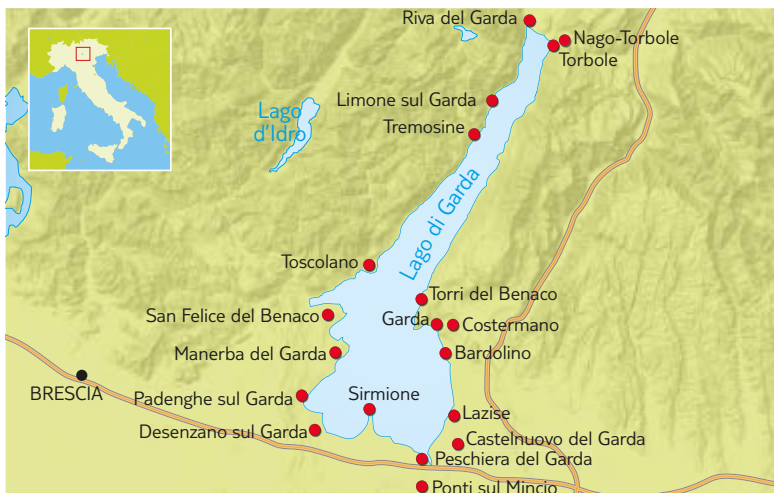 Riva del Garda
Nago-Torbole
Torbole
Limone sul Garda
Lago
d'Idro
Tremosine
Lago di Garda
Toscolano
Torri del Benaco
San Felice del Benaco
Garda
Costermano
Manerba del Garda
Bardolino
BRESCIA
Padenghe sul Garda
Sirmione
Lazise
Desenzano sul Garda
Castelnuovo del Garda
Peschiera del Garda
Ponti sul Mincio